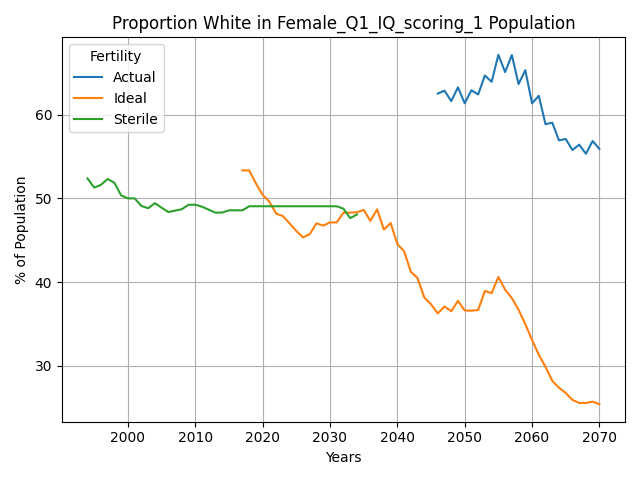 Proportion White in Female_Q1_IQ_scoring_1 Population
Fertility
Actual
Ideal
Sterile
% of Population
60
50
40
30
2000 2010 2020 2030 2040 2050 2060 2070
Years